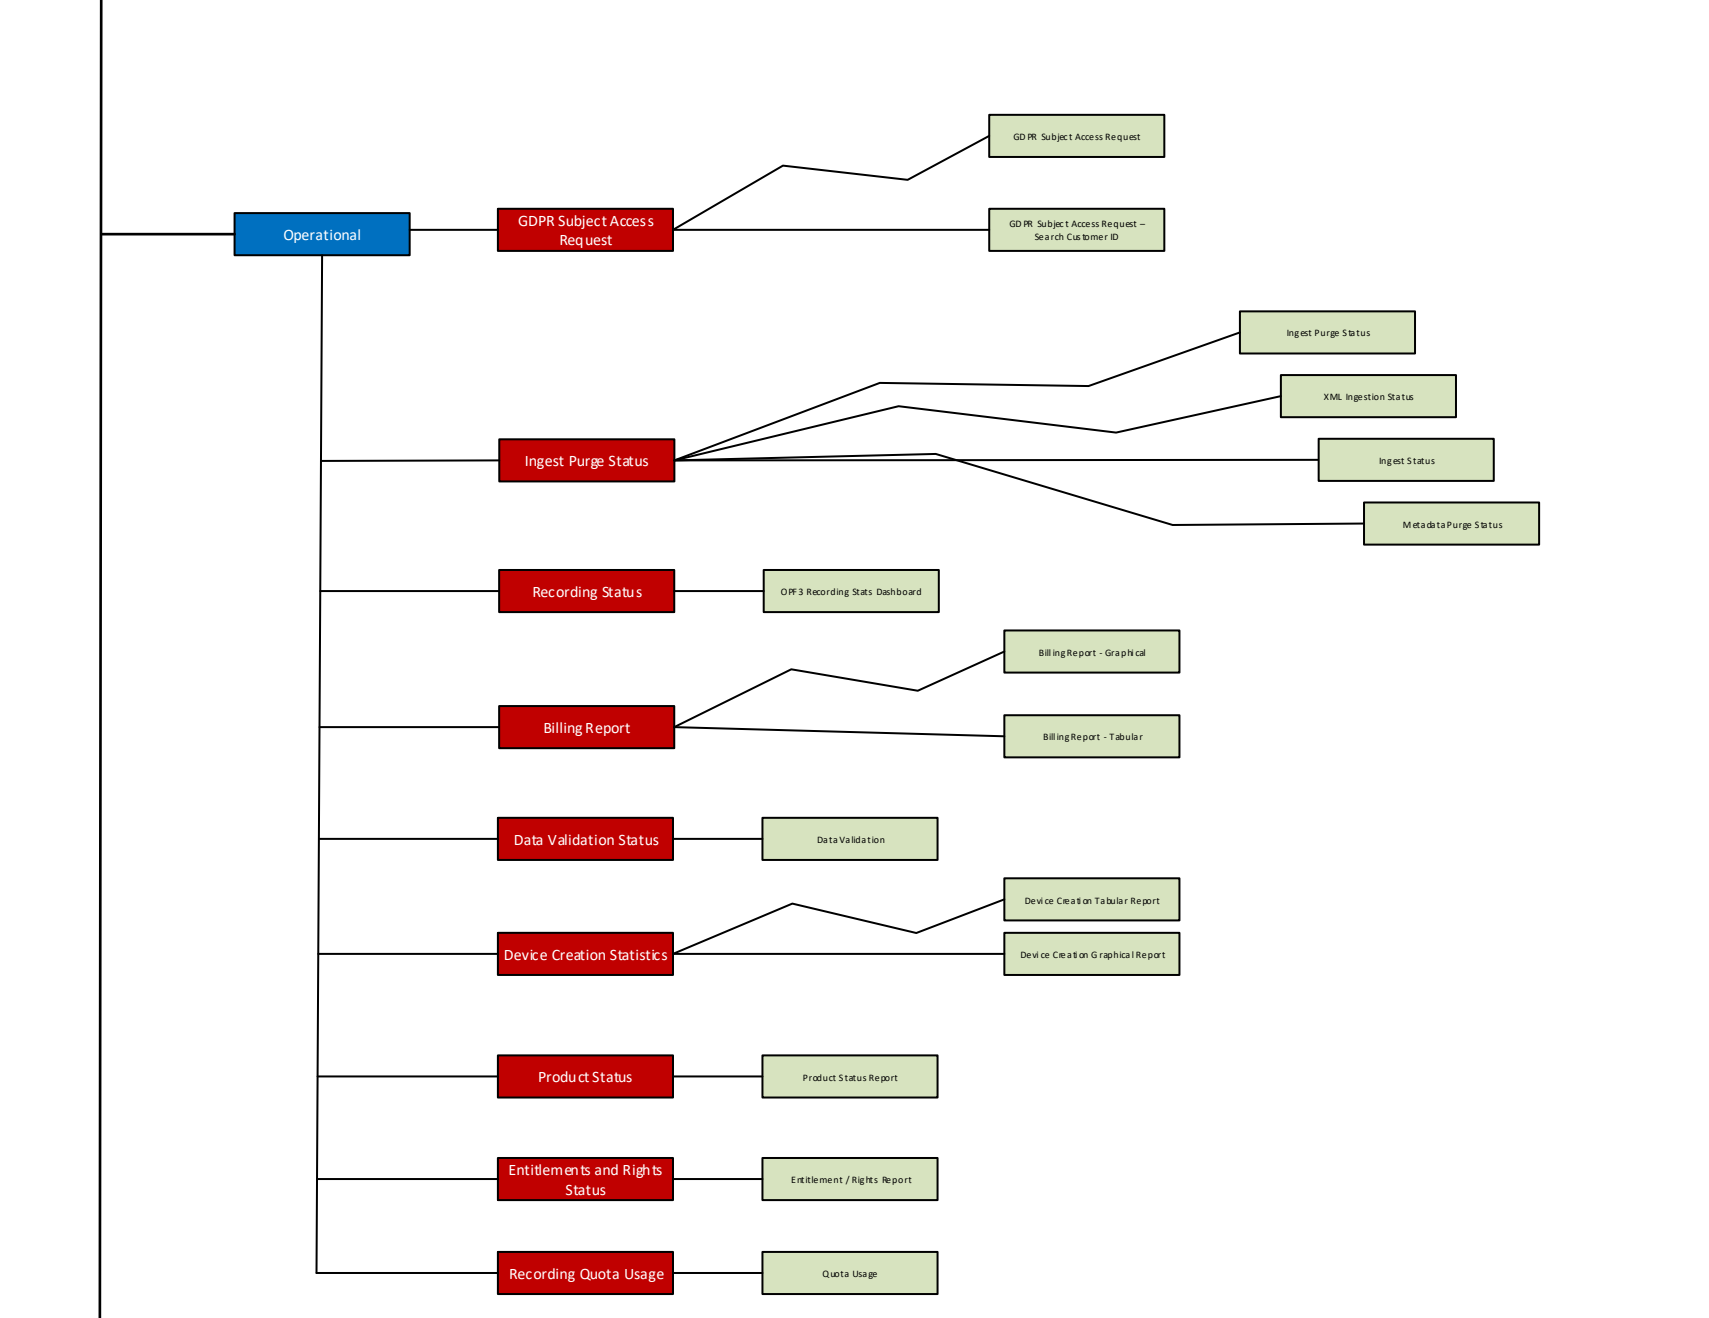 GDPR Subject Access Request
Operational
GDPR Subject Access
Request
GDPR Subject Access Request –
Search Customer ID
Ingest Purge Status
XML Ingestion Status
Ingest Purge Status
Ingest Status
Metadata Purge Status
Recording Status
OPF3 Recording Stats Dashboard
Billing Report - Graphical
Billing Report
Billing Report - Tabular
Data Validation Status
Data Validation
Device Creation Tabular Report
Device Creation Statistics
Device Creation Graphical Report
Product Status
Product Status Report
Entitlements and Rights
Status
Entitlement / Rights Report
Recording Quota Usage
Quota Usage